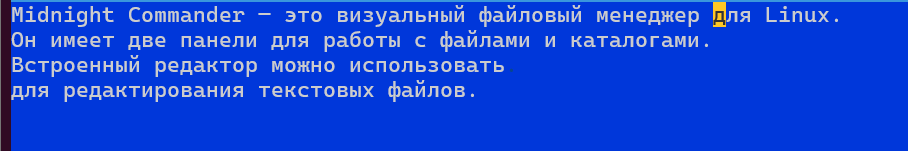 Midnight Commander — это визуальный файловый менеджер для Linux.
Он имеет две панели для работы с файлами и каталогами.
Встроенный редактор можно использовать
для редактирования текстовых файлов.